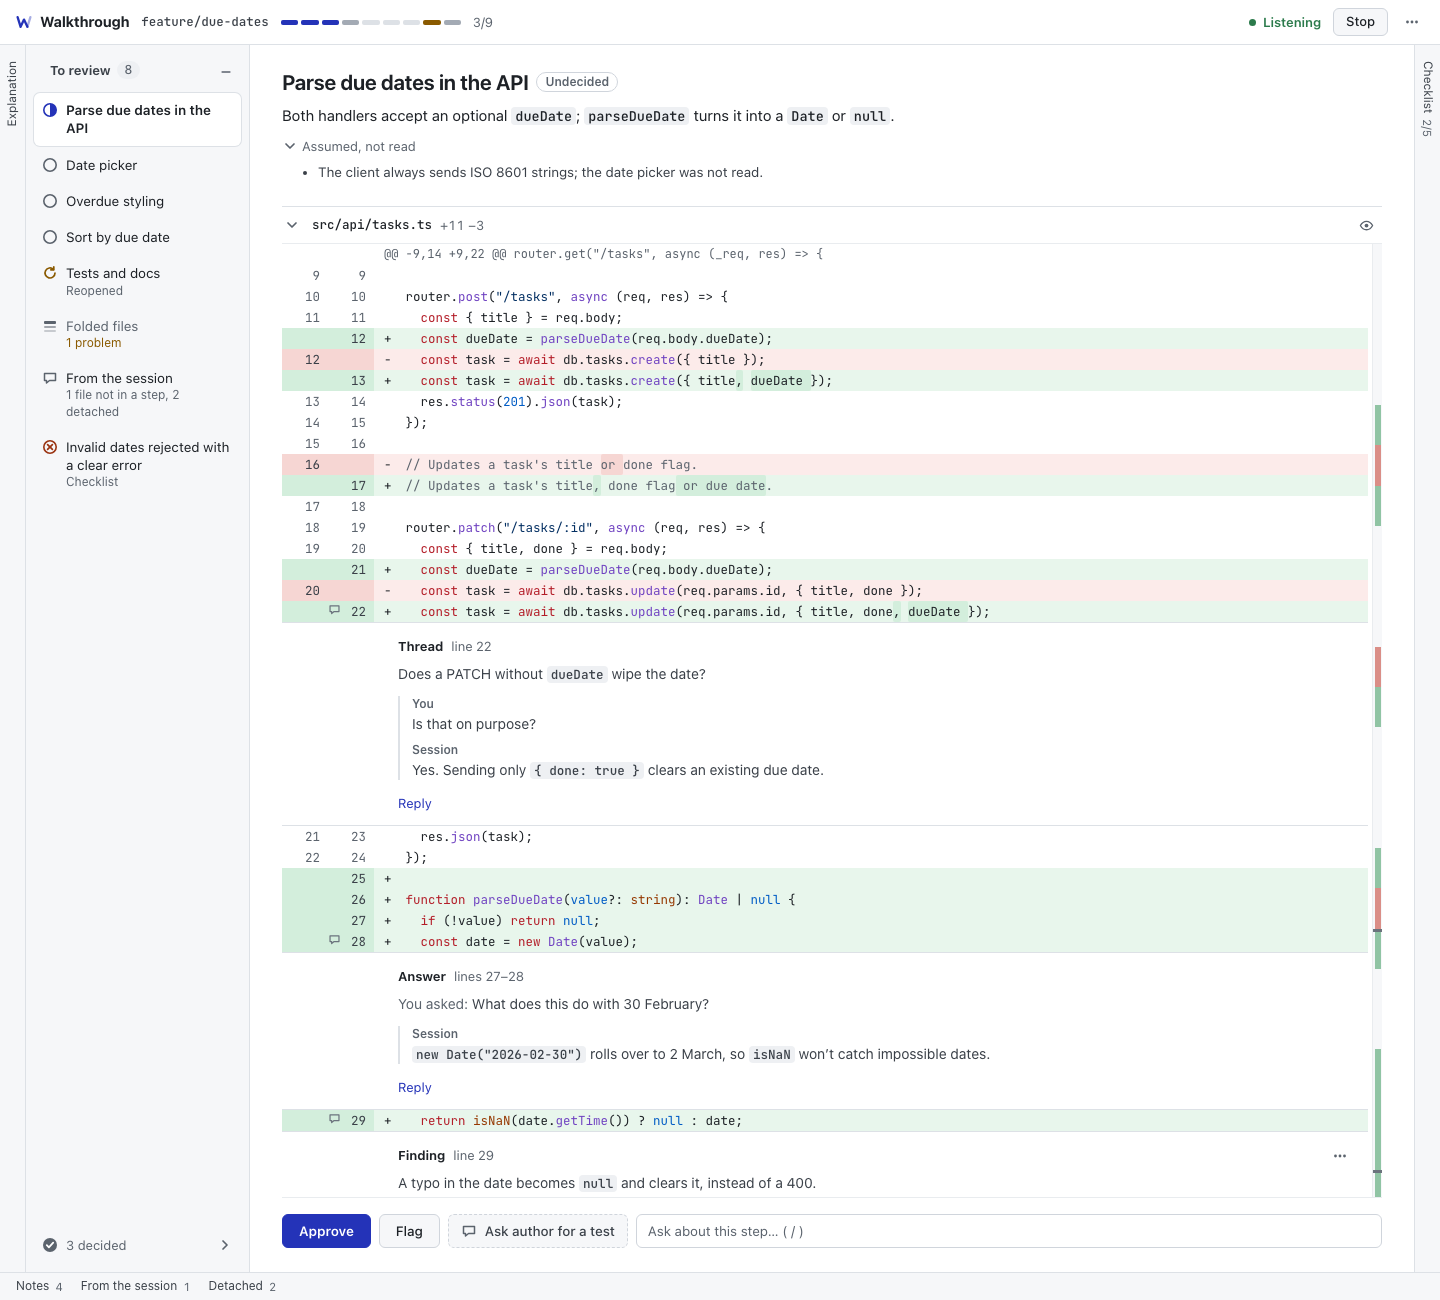 Walkthrough feature/due-dates 3/9 Listening Stop
Explanation
To review 8
Parse due dates in the
API
Date picker
Overdue styling
Sort by due date
Tests and docs
Reopened
Folded files
1 problem
From the session
1 file not in a step, 2
detached
Invalid dates rejected with
a clear error
Checklist
3 decided
Parse due dates in the API Undecided
Both handlers accept an optional dueDate; parseDueDate turns it into a Date or null.
Assumed, not read
• The client always sends ISO 8601 strings; the date picker was not read.
src/api/tasks.ts +11 −3
@@ -9,14 +9,22 @@ router.get("/tasks", async (_req, res) => {
9 9
10 10 router.post("/tasks", async (req, res) => {
11 11 const { title } = req.body;
12 + const dueDate = parseDueDate(req.body.dueDate);
12 - const task = await db.tasks.create({ title });
13 + const task = await db.tasks.create({ title, dueDate });
13 14 res.status(201).json(task);
14 15 });
15 16
16 - // Updates a task's title or done flag.
17 + // Updates a task's title, done flag or due date.
17 18
18 19 router.patch("/tasks/:id", async (req, res) => {
19 20 const { title, done } = req.body;
21 + const dueDate = parseDueDate(req.body.dueDate);
20 - const task = await db.tasks.update(req.params.id, { title, done });
22 + const task = await db.tasks.update(req.params.id, { title, done, dueDate });
Thread line 22
Does a PATCH without dueDate wipe the date?
You
Is that on purpose?
Session
Yes. Sending only { done: true } clears an existing due date.
Reply
21 23 res.json(task);
22 24 });
25 +
26 + function parseDueDate(value?: string): Date | null {
27 + if (!value) return null;
28 + const date = new Date(value);
Answer lines 27–28
You asked: What does this do with 30 February?
Session
new Date("2026-02-30") rolls over to 2 March, so isNaN won’t catch impossible dates.
Reply
29 + return isNaN(date.getTime()) ? null : date;
Finding line 29
A typo in the date becomes null and clears it, instead of a 400.
Approve Flag Ask author for a test Ask about this step… ( / )
Checklist 2/5
Notes 4 From the session 1 Detached 2